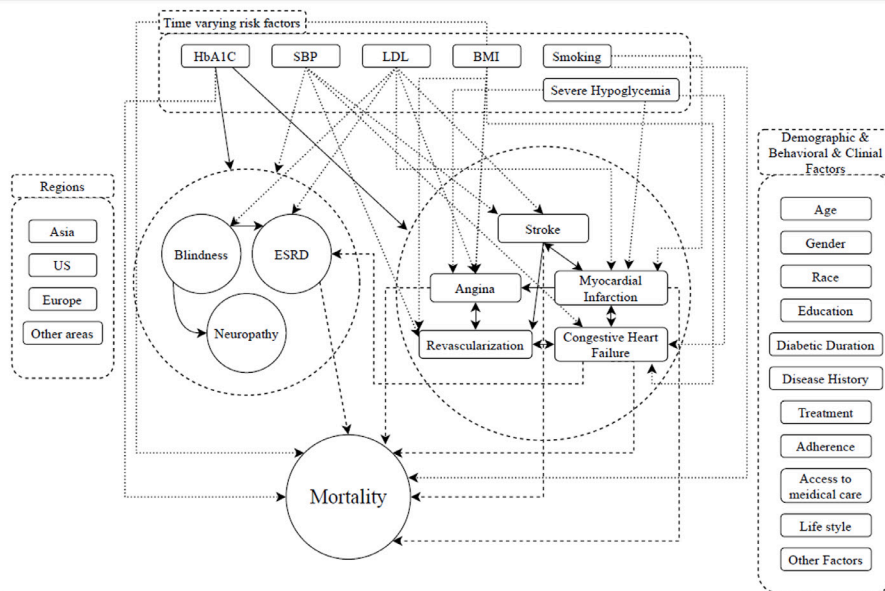 Time varying risk factors
HbA1C
SBP
LDL
BMI
Smoking
Severe Hypoglycemia
Regions
Asia
US
Europe
Other areas
Blindness
ESRD
Neuropathy
Stroke
Angina
Myocardial
Infarction
Revascularization
Congestive Heart
Failure
Mortality
Demographic &
Behavioral & Clinial
Factors
Age
Gender
Race
Education
Diabetic Duration
Disease History
Treatment
Adherence
Access to
meidical care
Life style
Other Factors